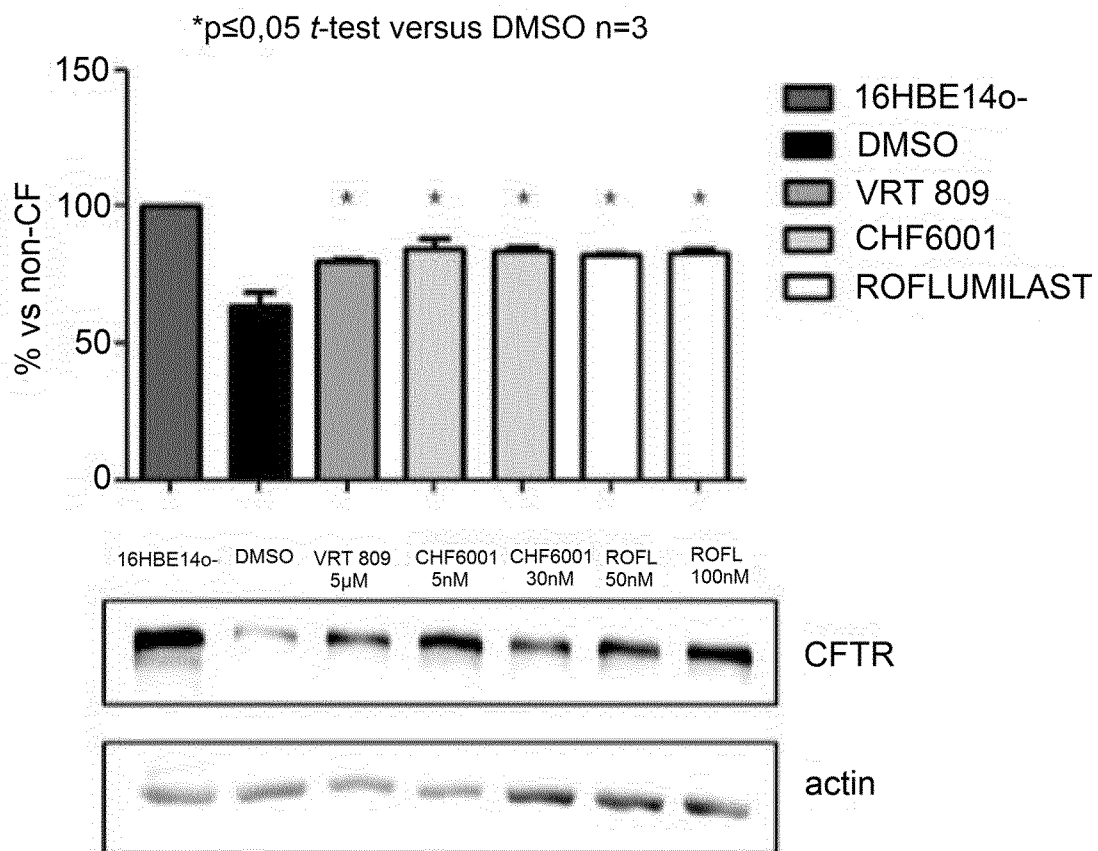 *p≤0,05 t-test versus DMSO n=3
150
100
50
0
% vs non-CF
* * * * *
16HBE14o-
DMSO
VRT 809
CHF6001
ROFLUMILAST
16HBE14o- DMSO VRT 809 CHF6001 CHF6001 ROFL ROFL
5µM 5nM 30nM 50nM 100nM
CFTR
actin